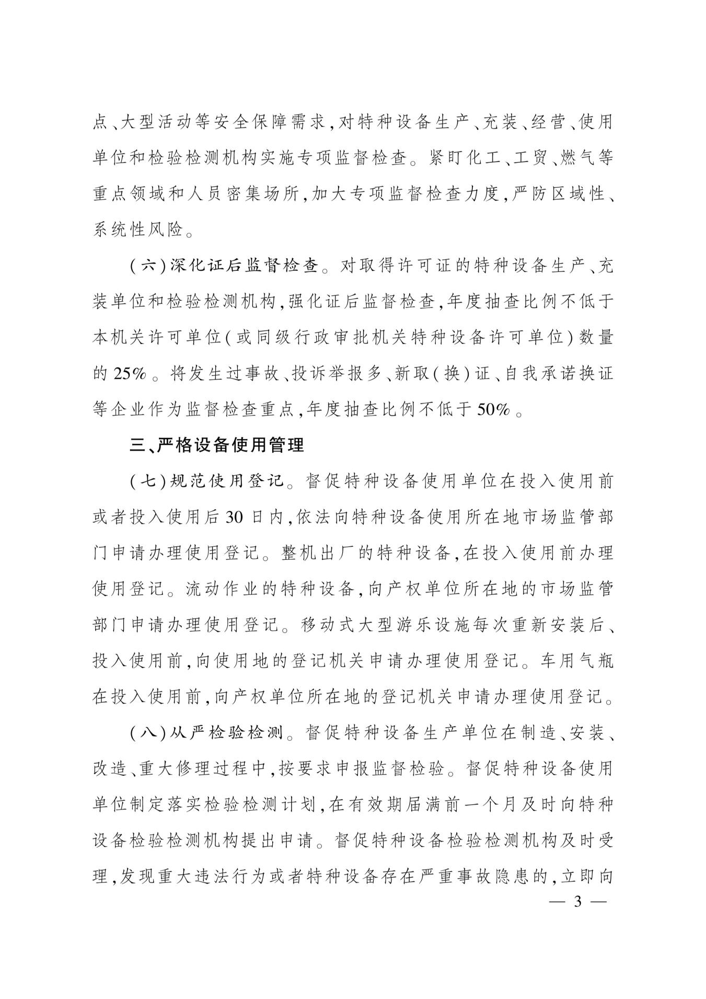 点、大型活动等安全保障需求,对特种设备生产、充装、经营、使用
单位和检验检测机构实施专项监督检查。紧盯化工、工贸、燃气等
重点领域和人员密集场所,加大专项监督检查力度,严防区域性、
系统性风险。
(六)深化证后监督检查。对取得许可证的特种设备生产、充
装单位和检验检测机构,强化证后监督检查,年度抽查比例不低于
本机关许可单位(或同级行政审批机关特种设备许可单位)数量
的25%。将发生过事故、投诉举报多、新取(换)证、自我承诺换证
等企业作为监督检查重点,年度抽查比例不低于50%。
三、严格设备使用管理
(七)规范使用登记。督促特种设备使用单位在投入使用前
或者投入使用后30日内,依法向特种设备使用所在地市场监管部
门申请办理使用登记。整机出厂的特种设备,在投入使用前办理
使用登记。流动作业的特种设备,向产权单位所在地的市场监管
部门申请办理使用登记。移动式大型游乐设施每次重新安装后、
投入使用前,向使用地的登记机关申请办理使用登记。车用气瓶
在投入使用前,向产权单位所在地的登记机关申请办理使用登记。
(八)从严检验检测。督促特种设备生产单位在制造、安装、
改造、重大修理过程中,按要求申报监督检验。督促特种设备使用
单位制定落实检验检测计划,在有效期届满前一个月及时向特种
设备检验检测机构提出申请。督促特种设备检验检测机构及时受
理,发现重大违法行为或者特种设备存在严重事故隐患的,立即向
— 3 —